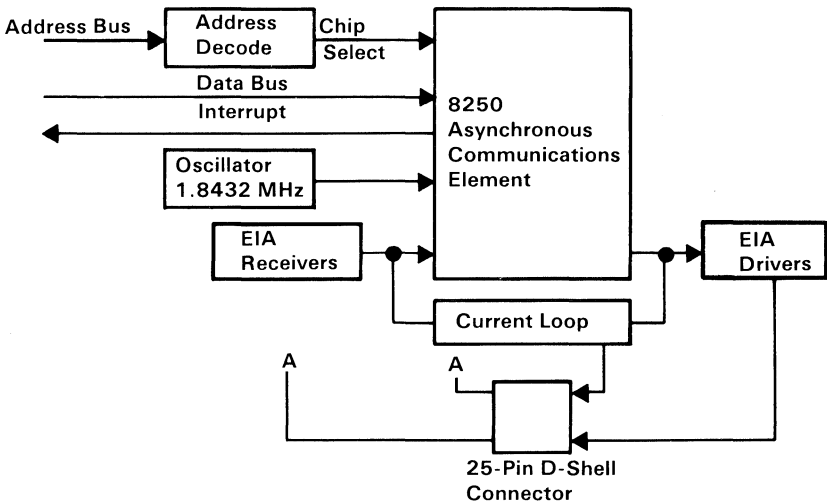 Address Bus
Address
Decode
Chip
Select
Data Bus
Interrupt
8250
Asynchronous
Communications
Element
Oscillator
1.8432 MHz
EIA
Receivers
EIA
Drivers
Current Loop
A
A
25-Pin D-Shell
Connector